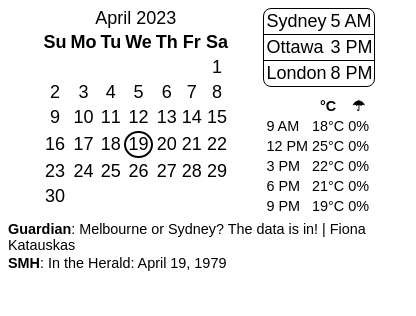 April 2023
Su Mo Tu We Th Fr Sa
1
2 3 4 5 6 7 8
9 10 11 12 13 14 15
16 17 18 19 20 21 22
23 24 25 26 27 28 29
30
Sydney 5 AM
Ottawa 3 PM
London 8 PM
°C ☂
9 AM 18°C 0%
12 PM 25°C 0%
3 PM 22°C 0%
6 PM 21°C 0%
9 PM 19°C 0%
Guardian: Melbourne or Sydney? The data is in! | Fiona
Katauskas
SMH: In the Herald: April 19, 1979